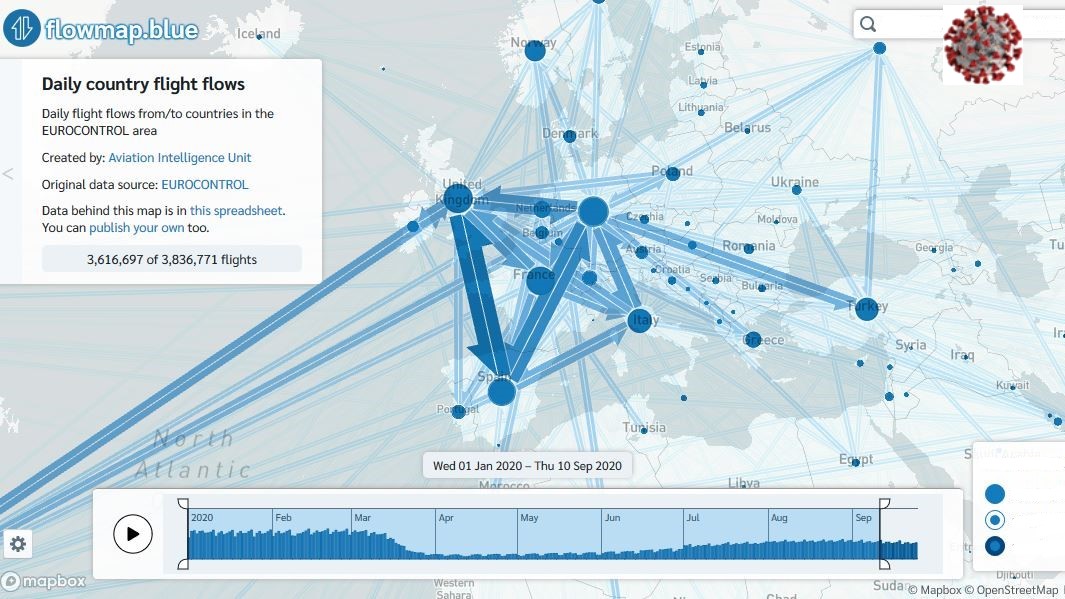 flowmap.blue
Daily country flight flows
Daily flight flows from/to countries in the
EUROCONTROL area
Created by: Aviation Intelligence Unit
Original data source: EUROCONTROL
Data behind this map is in this spreadsheet.
You can publish your own too.
3,616,697 of 3,836,771 flights
<
Iceland
Norway
Estonia
Latvia
Lithuania
Denmark
Belarus
Poland
United
Kingdom
Ukraine
Netherlands
Belgium
Czechia
Moldova
Austria
Romania
Georgia
France
Croatia
Serbia
Bulgaria
Italy
Turkey
Greece
Syria
Iraq
Spain
Portugal
Kuwait
Tunisia
North
Atlantic
Egypt
Libya
Morocco
Wed 01 Jan 2020 – Thu 10 Sep 2020
2020
Feb
Mar
Apr
May
Jun
Jul
Aug
Sep
Western
Sahara
Djibouti
mapbox
© Mapbox © OpenStreetMap